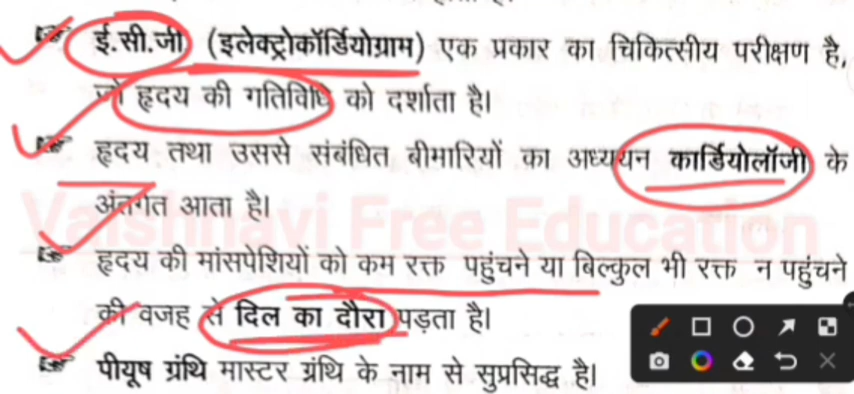 ई.सी.जी (इलेक्ट्रोकॉर्डियोग्राम) एक प्रकार का चिकित्सीय परीक्षण है,
जो हृदय की गतिविधि को दर्शाता है।
हृदय तथा उससे संबंधित बीमारियों का अध्ययन कार्डियोलॉजी के
अंतर्गत आता है।
Vaishnavi Free Education
हृदय की मांसपेशियों को कम रक्त पहुंचने या बिल्कुल भी रक्त न पहुंचने
की वजह से दिल का दौरा पड़ता है।
पीयूष ग्रंथि मास्टर ग्रंथि के नाम से सुप्रसिद्ध है।